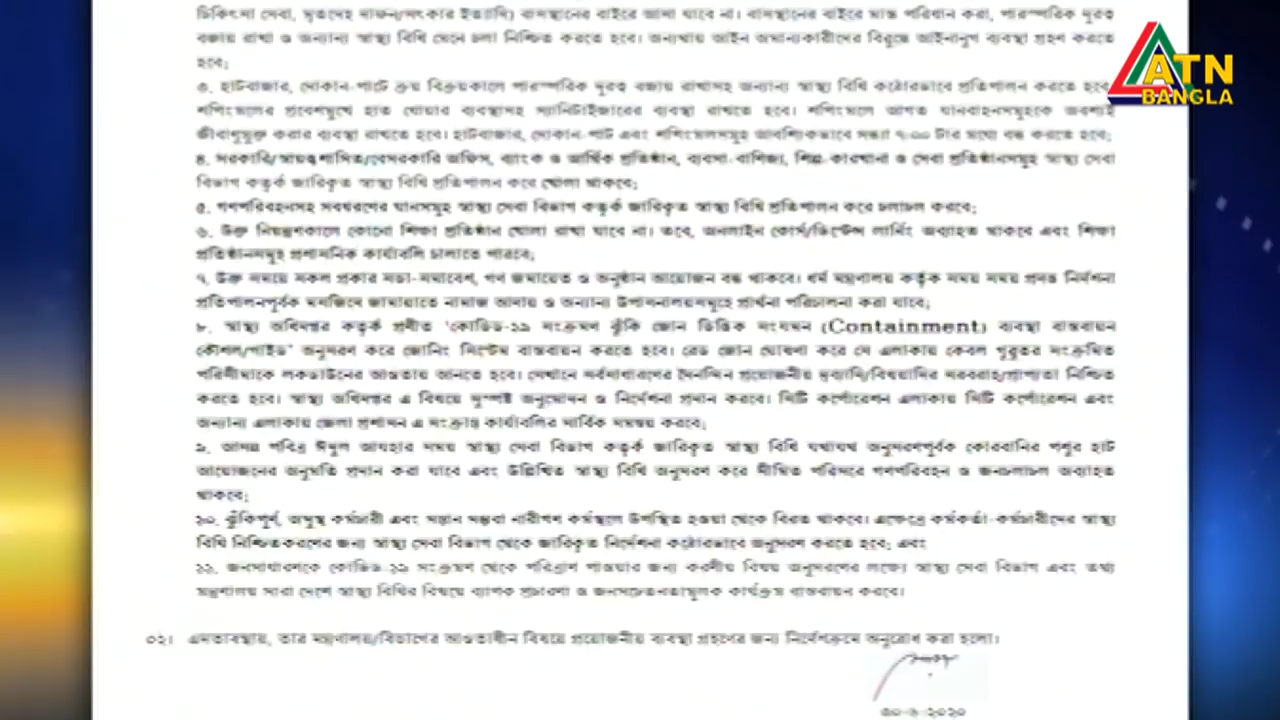 চিকিৎসা সেবা, মৃতদেহ দাফন/সৎকার ইত্যাদি) বাসস্থানের বাইরে আসা যাবে না। বাসস্থানের বাইরে মাস্ক পরিধান করা, পারস্পরিক দূরত্ব
বজায় রাখা ও অন্যান্য স্বাস্থ্য বিধি মেনে চলা নিশ্চিত করতে হবে। অন্যথায় আইন অমান্যকারীদের বিরুদ্ধে আইনানুগ ব্যবস্থা গ্রহণ করতে
হবে;
৩. হাটবাজার, দোকান-পাটে ক্রয় বিক্রয়কালে পারস্পরিক দূরত্ব বজায় রাখাসহ অন্যান্য স্বাস্থ্য বিধি কঠোরভাবে প্রতিপালন করতে হবে
শপিংমলের প্রবেশমুখে হাত ধোয়ার ব্যবস্থাসহ স্যানিটাইজারের ব্যবস্থা রাখতে হবে। শপিংমলে আগত যানবাহনসমূহকে অবশ্যই
জীবাণুমুক্ত করার ব্যবস্থা রাখতে হবে। হাটবাজার, দোকান-পাট এবং শপিংমলসমূহ আবশ্যিকভাবে সন্ধ্যা ৭.০০ টার মধ্যে বন্ধ করতে হবে;
৪. সরকারি/স্বায়ত্তশাসিত/বেসরকারি অফিস, ব্যাংক ও আর্থিক প্রতিষ্ঠান, ব্যবসা-বাণিজ্য, শিল্প-কারখানা ও সেবা প্রতিষ্ঠানসমূহ স্বাস্থ্য সেবা
বিভাগ কর্তৃক জারিকৃত স্বাস্থ্য বিধি প্রতিপালন করে খোলা থাকবে;
৫. গণপরিবহনসহ সবধরণের যানসমূহ স্বাস্থ্য সেবা বিভাগ কর্তৃক জারিকৃত স্বাস্থ্য বিধি প্রতিপালন করে চলাচল করবে;
৬. উক্ত নিয়ন্ত্রণকালে কোনো শিক্ষা প্রতিষ্ঠান খোলা রাখা যাবে না। তবে, অনলাইন কোর্স/ডিস্টেন্স লার্নিং অব্যাহত থাকবে এবং শিক্ষা
প্রতিষ্ঠানসমূহ প্রশাসনিক কার্যাবলি চালাতে পারবে;
৭. উক্ত সময়ে সকল প্রকার সভা-সমাবেশ, গণ জমায়েত ও অনুষ্ঠান আয়োজন বন্ধ থাকবে। ধর্ম মন্ত্রণালয় কর্তৃক সময় সময় প্রদত্ত নির্দেশনা
প্রতিপালনপূর্বক মসজিদে জামায়াতে নামাজ আদায় ও অন্যান্য উপাসনালয়সমূহে প্রার্থনা পরিচালনা করা যাবে;
৮. স্বাস্থ্য অধিদপ্তর কর্তৃক প্রণীত 'কোভিড-১৯ সংক্রমণ ঝুঁকি জোন ভিত্তিক সংযমন (Containment) ব্যবস্থা বাস্তবায়ন
কৌশল/গাইড' অনুসরণ করে জোনিং সিস্টেম বাস্তবায়ন করতে হবে। রেড জোন ঘোষণা করে সে এলাকায় কেবল গুরুতর সংক্রমিত
পরিসীমাকে লকডাউনের আওতায় আনতে হবে। সেখানে সর্বসাধারণের দৈনন্দিন প্রয়োজনীয় দ্রব্যাদি/বিষয়াদির সরবরাহ/প্রাপ্যতা নিশ্চিত
করতে হবে। স্বাস্থ্য অধিদপ্তর এ বিষয়ে সুস্পষ্ট অনুমোদন ও নির্দেশনা প্রদান করবে। সিটি কর্পোরেশন এলাকায় সিটি কর্পোরেশন এবং
অন্যান্য এলাকায় জেলা প্রশাসন এ সংক্রান্ত কার্যাবলির সার্বিক সমন্বয় করবে;
৯. আসন্ন পবিত্র ঈদুল আযহার সময় স্বাস্থ্য সেবা বিভাগ কর্তৃক জারিকৃত স্বাস্থ্য বিধি যথাযথ অনুসরণপূর্বক কোরবানির পশুর হাট
আয়োজনের অনুমতি প্রদান করা যাবে এবং উল্লিখিত স্বাস্থ্য বিধি অনুসরণ করে সীমিত পরিসরে গণপরিবহন ও জনচলাচল অব্যাহত
থাকবে;
১০. ঝুঁকিপূর্ণ, অসুস্থ কর্মচারী এবং সন্তান সম্ভবা নারীগণ কর্মস্থলে উপস্থিত হওয়া থেকে বিরত থাকবে। এক্ষেত্রে কর্মকর্তা-কর্মচারীদের স্বাস্থ্য
বিধি নিশ্চিতকরণের জন্য স্বাস্থ্য সেবা বিভাগ থেকে জারিকৃত নির্দেশনা কঠোরভাবে অনুসরণ করতে হবে; এবং
১১. জনসাধারণকে কোভিড-১৯ সংক্রমণ থেকে পরিত্রাণ পাওয়ার জন্য করণীয় বিষয় অনুসরণের লক্ষ্যে স্বাস্থ্য সেবা বিভাগ এবং তথ্য
মন্ত্রণালয় সারা দেশে স্বাস্থ্য বিধির বিষয়ে ব্যাপক প্রচারণা ও জনসচেতনতামূলক কার্যক্রম বাস্তবায়ন করবে।
০২। এমতাবস্থায়, তার মন্ত্রণালয়/বিভাগের আওতাধীন বিষয়ে প্রয়োজনীয় ব্যবস্থা গ্রহণের জন্য নির্দেশক্রমে অনুরোধ করা হলো।
৩০-৬-২০২০
ATN
BANGLA